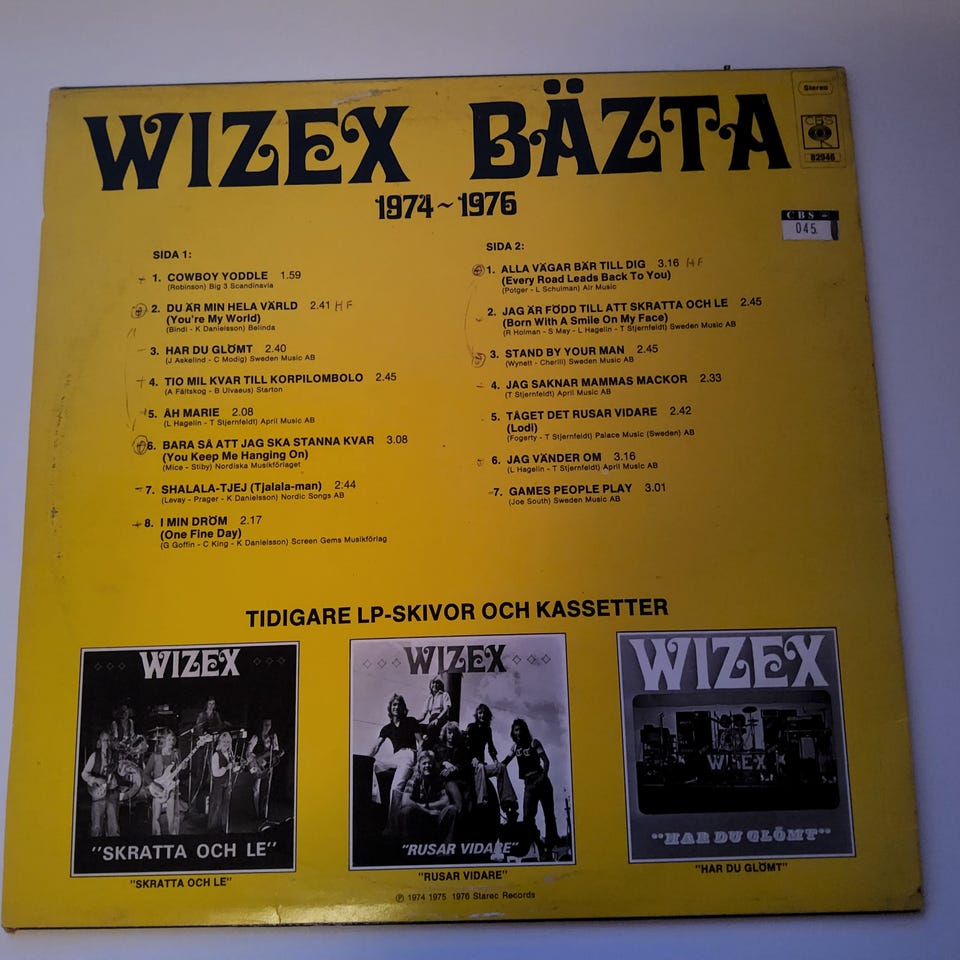 WIZEX BÄZTA
Stereo
CBS
82946
1974~1976
CBS -
045
SIDA 1:
1. COWBOY YODDLE 1.59
(Robinson) Big 3 Scandinavia
2. DU ÄR MIN HELA VÄRLD 2.41 HF
(You're My World)
(Bindi - K Danielsson) Belinda
3. HAR DU GLÖMT 2.40
(J Askelind - C Modig) Sweden Music AB
4. TIO MIL KVAR TILL KORPILOMBOLO 2.45
(A Fältskog - B Ulvaeus) Starton
5. ÅH MARIE 2.08
(L Hagelin - T Stjernfeldt) April Music AB
6. BARA SÅ ATT JAG SKA STANNA KVAR 3.08
(You Keep Me Hanging On)
(Mice - Stiby) Nordiska Musikförlaget
7. SHALALA-TJEJ (Tjalala-man) 2.44
(Levay - Prager - K Danielsson) Nordic Songs AB
8. I MIN DRÖM 2.17
(One Fine Day)
(G Goffin - C King - K Danielsson) Screen Gems Musikförlag
SIDA 2:
1. ALLA VÄGAR BÄR TILL DIG 3.16 HF
(Every Road Leads Back To You)
(Potger - L Schulman) Air Music
2. JAG ÄR FÖDD TILL ATT SKRATTA OCH LE 2.45
(Born With A Smile On My Face)
(R Holman - S May - L Hagelin - T Stjernfeldt) Sweden Music AB
3. STAND BY YOUR MAN 2.45
(Wynett - Cherill) Sweden Music AB
4. JAG SAKNAR MAMMAS MACKOR 2.33
(T Stjernfeldt) April Music AB
5. TÅGET DET RUSAR VIDARE 2.42
(Lodi)
(Fogerty - T Stjernfeldt) Palace Music (Sweden) AB
6. JAG VÄNDER OM 3.16
(L Hagelin - T Stjernfeldt) April Music AB
7. GAMES PEOPLE PLAY 3.01
(Joe South) Sweden Music AB
TIDIGARE LP-SKIVOR OCH KASSETTER
WIZEX
"SKRATTA OCH LE"
"SKRATTA OCH LE"
WIZEX
"RUSAR VIDARE"
"RUSAR VIDARE"
WIZEX
WIZEX
"HAR DU GLÖMT"
"HAR DU GLÖMT"
℗ 1974 1975 1976 Starec Records